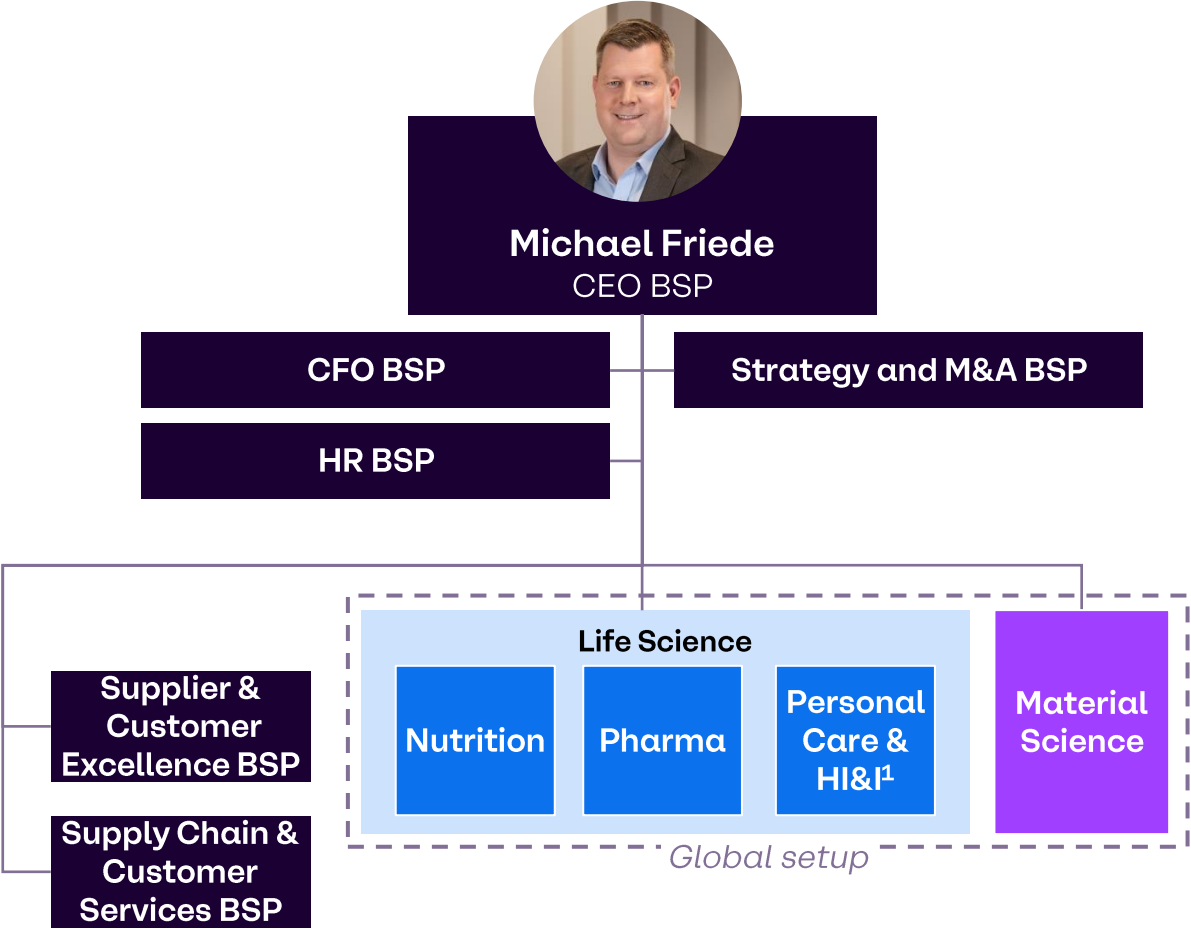 Michael Friede
CEO BSP
CFO BSP
Strategy and M&A BSP
HR BSP
Life Science
Nutrition
Pharma
Personal
Care &
HI&I¹
Material
Science
Supplier &
Customer
Excellence BSP
Supply Chain &
Customer
Services BSP
Global setup